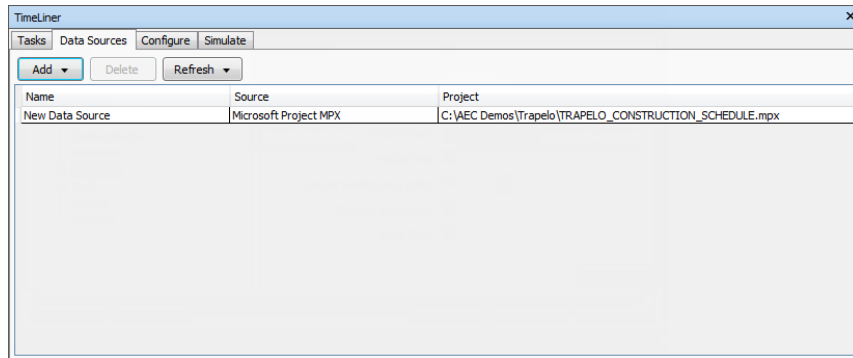 TimeLiner
Tasks Data Sources Configure Simulate
Add Delete Refresh
Name Source Project
New Data Source Microsoft Project MPX C:\AEC Demos\Trapelo\TRAPELO_CONSTRUCTION_SCHEDULE.mpx